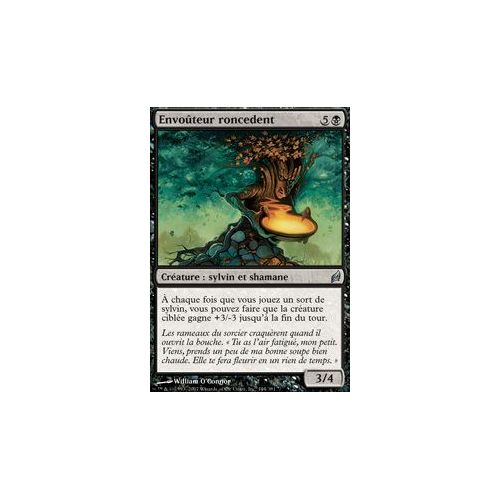 Envoûteur roncedent 5
Créature : sylvin et shamane
À chaque fois que vous jouez un sort de
sylvin, vous pouvez faire que la créature
ciblée gagne +3/-3 jusqu'à la fin du tour.
Les rameaux du sorcier craquèrent quand il
ouvrit la bouche. « Tu as l'air fatigué, mon petit.
Viens, prends un peu de ma bonne soupe bien
chaude. Elle te fera fleurir en un rien de temps. »
William O'Connor
3/4